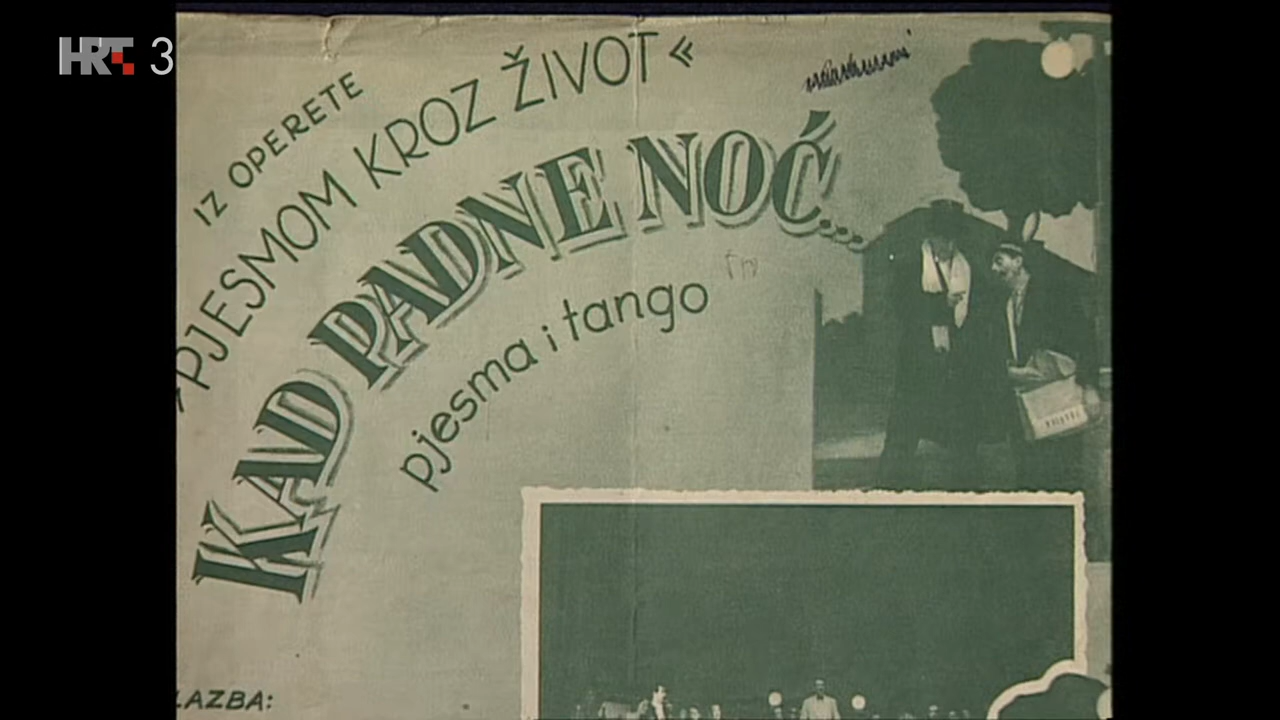 HRT 3
IZ OPERETE
"PJESMOM KROZ ŽIVOT«
KAD PADNE NOĆ...
pjesma i tango
LAZBA: